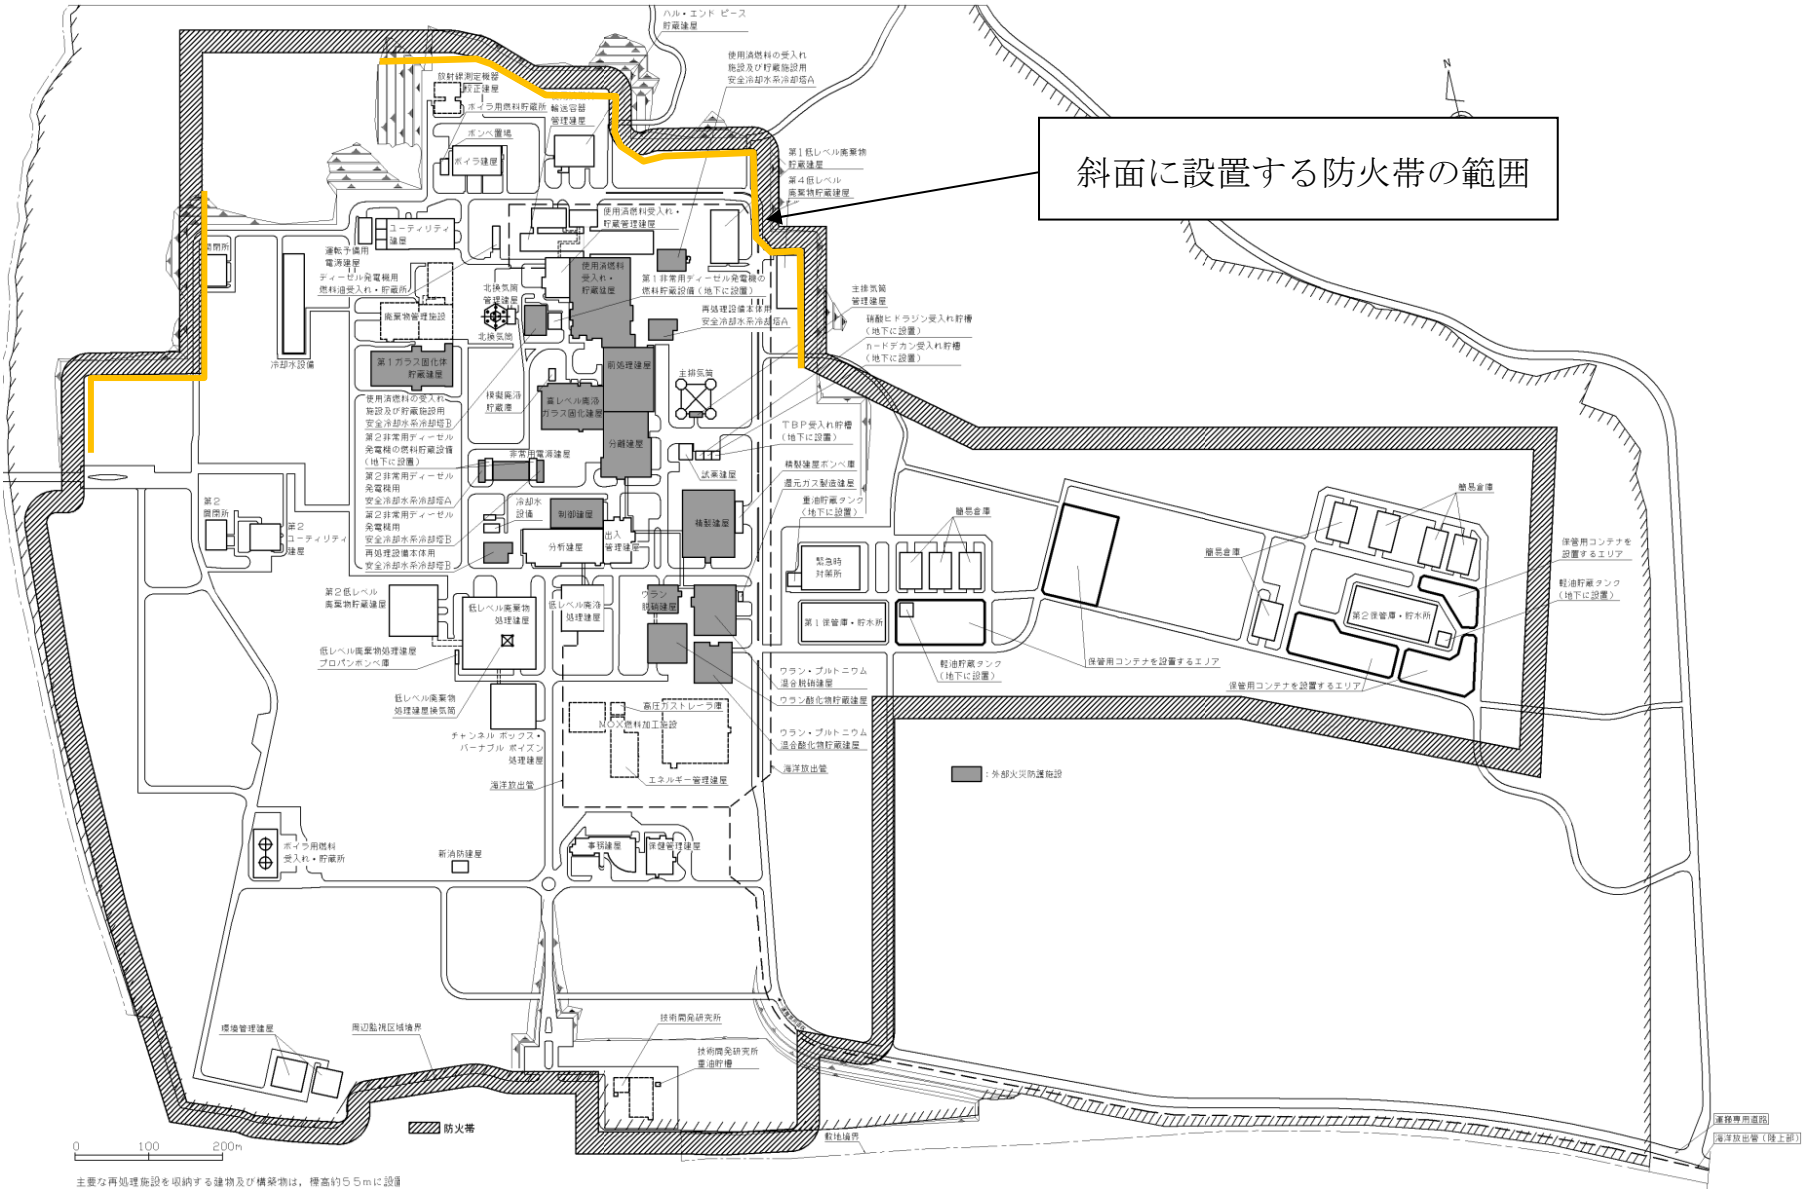 ハル・エンド ピース
貯蔵建屋
使用済燃料の受入れ
施設及び貯蔵施設用
安全冷却水系冷却塔A
N
斜面に設置する防火帯の範囲
放射線測定機器
校正建屋
ボイラ用燃料貯蔵所
輸送容器
管理建屋
ボンベ置場
ボイラ建屋
第1低レベル廃棄物
貯蔵建屋
第4低レベル
廃棄物貯蔵建屋
使用済燃料受入れ・
貯蔵管理建屋
ユーティリティ
建屋
開閉所
運転予備用
電源建屋
ディーゼル発電機用
燃料油受入れ・貯蔵所
北換気筒
管理建屋
使用済燃料
受入れ・
貯蔵建屋
第1非常用ディーゼル発電機の
燃料貯蔵設備(地下に設置)
再処理設備本体用
安全冷却水系冷却塔A
主排気筒
管理建屋
硝酸ヒドラジン受入れ貯槽
(地下に設置)
n-ドデカン受入れ貯槽
(地下に設置)
廃棄物管理施設
北換気筒
冷却水設備
第1ガラス固化体
貯蔵建屋
前処理建屋
主排気筒
使用済燃料の受入れ
施設及び貯蔵施設用
安全冷却水系冷却塔B
模擬廃液
貯蔵庫
高レベル廃液
ガラス固化建屋
第2非常用ディーゼル
発電機の燃料貯蔵設備
(地下に設置)
非常用電源建屋
分離建屋
TBP受入れ貯槽
(地下に設置)
試薬建屋
精製建屋ボンベ庫
還元ガス製造建屋
重油貯蔵タンク
(地下に設置)
第2非常用ディーゼル
発電機用
安全冷却水系冷却塔A
第2非常用ディーゼル
発電機用
安全冷却水系冷却塔B
再処理設備本体用
安全冷却水系冷却塔B
冷却水
設備
制御建屋
分析建屋
出入
管理建屋
精製建屋
第2
開閉所
第2
ユーティリティ
建屋
簡易倉庫
簡易倉庫
簡易倉庫
保管用コンテナを
設置するエリア
軽油貯蔵タンク
(地下に設置)
緊急時
対策所
第1保管庫・貯水所
第2保管庫・貯水所
第2低レベル
廃棄物貯蔵建屋
低レベル廃棄物
処理建屋
低レベル廃液
処理建屋
ウラン
脱硝建屋
低レベル廃棄物処理建屋
プロパンボンベ庫
軽油貯蔵タンク
(地下に設置)
保管用コンテナを設置するエリア
保管用コンテナを設置するエリア
ウラン・プルトニウム
混合脱硝建屋
ウラン酸化物貯蔵建屋
ウラン・プルトニウム
混合酸化物貯蔵建屋
低レベル廃棄物
処理建屋換気筒
チャンネル ボックス・
バーナブル ポイズン
処理建屋
高圧ガストレーラ庫
MOX燃料加工施設
エネルギー管理建屋
海洋放出管
海洋放出管
:外部火災防護施設
ボイラ用燃料
受入れ・貯蔵所
新消防建屋
事務建屋
保健管理建屋
環境管理建屋
周辺監視区域境界
技術開発研究所
技術開発研究所
重油貯槽
防火帯
敷地境界
運搬専用道路
海洋放出管(陸上部)
0 100 200m
主要な再処理施設を収納する建物及び構築物は,標高約55mに設置